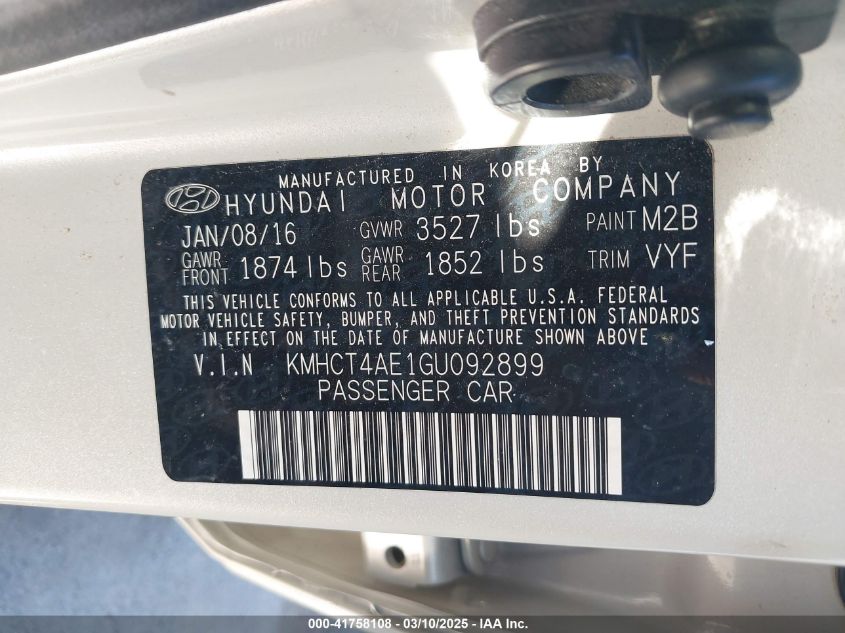 MANUFACTURED IN KOREA BY
HYUNDAI MOTOR COMPANY
JAN/08/16 GVWR 3527 lbs PAINT M2B
GAWR FRONT 1874 lbs GAWR REAR 1852 lbs TRIM VYF
THIS VEHICLE CONFORMS TO ALL APPLICABLE U.S.A. FEDERAL
MOTOR VEHICLE SAFETY, BUMPER, AND THEFT PREVENTION STANDARDS
IN EFFECT ON THE DATE OF MANUFACTURE SHOWN ABOVE
V.I.N KMHCT4AE1GU092899
PASSENGER CAR
000-41758108 - 03/10/2025 - IAA Inc.